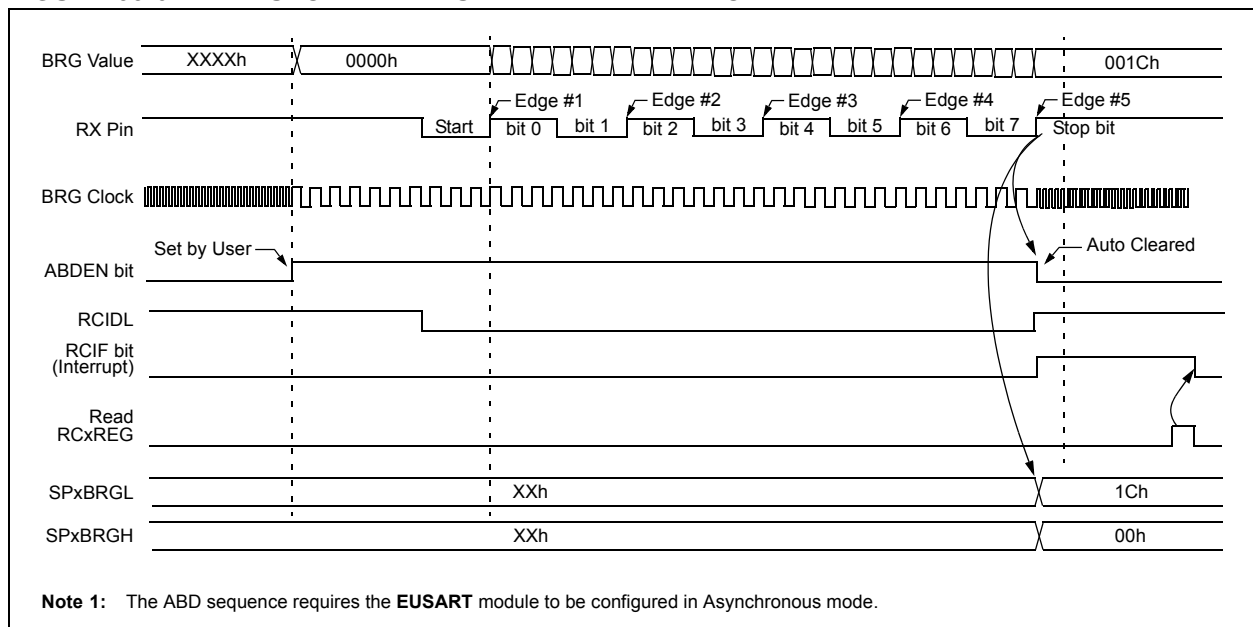 BRG Value XXXXh 0000h 001Ch
Edge #1 Edge #2 Edge #3 Edge #4 Edge #5
RX Pin Start bit 0 bit 1 bit 2 bit 3 bit 4 bit 5 bit 6 bit 7 Stop bit
BRG Clock
Set by User Auto Cleared
ABDEN bit
RCIDL
RCIF bit
(Interrupt)
Read
RCxREG
SPxBRGL XXh 1Ch
SPxBRGH XXh 00h
Note 1: The ABD sequence requires the EUSART module to be configured in Asynchronous mode.